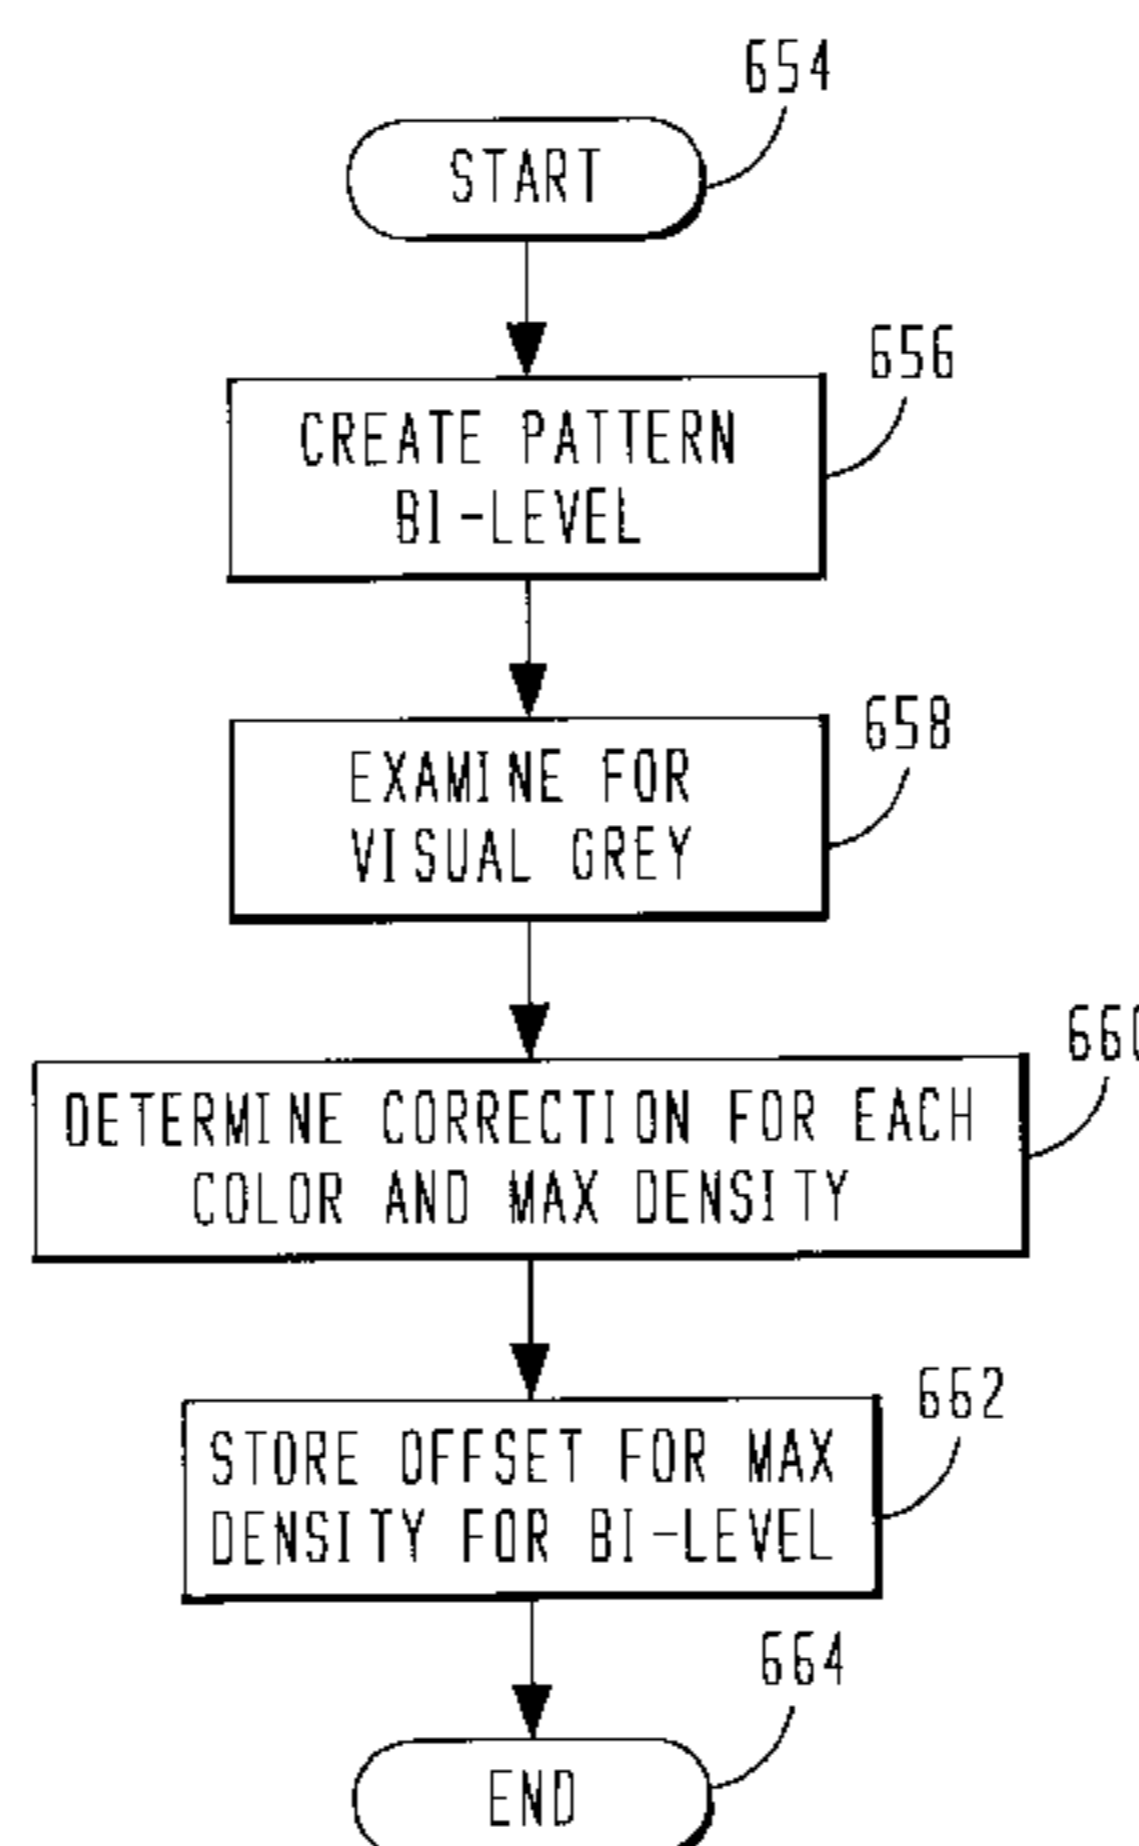 654
START
656
CREATE PATTERN
BI-LEVEL
658
EXAMINE FOR
VISUAL GREY
660
DETERMINE CORRECTION FOR EACH
COLOR AND MAX DENSITY
662
STORE OFFSET FOR MAX
DENSITY FOR BI-LEVEL
664
END